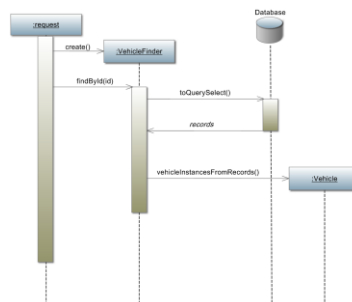 Database
:request
create()
:VehicleFinder
findById(id)
toQuerySelect()
records
vehicleInstancesFromRecords()
:Vehicle